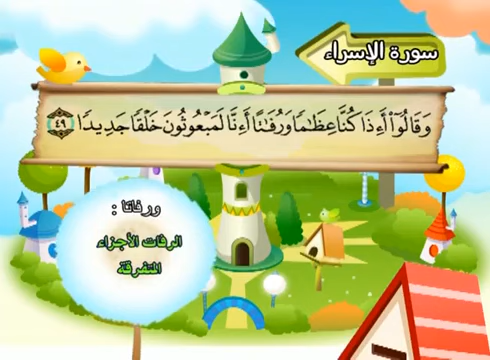 سورة الإسراء
وَقَالُوٓا۟ أَءِذَا كُنَّا عِظَٰمًا وَرُفَٰتًا أَءِنَّا لَمَبْعُوثُونَ خَلْقًا جَدِيدًا ٤٩
ورفاتا :
الرفات الأجزاء
المتفرقة